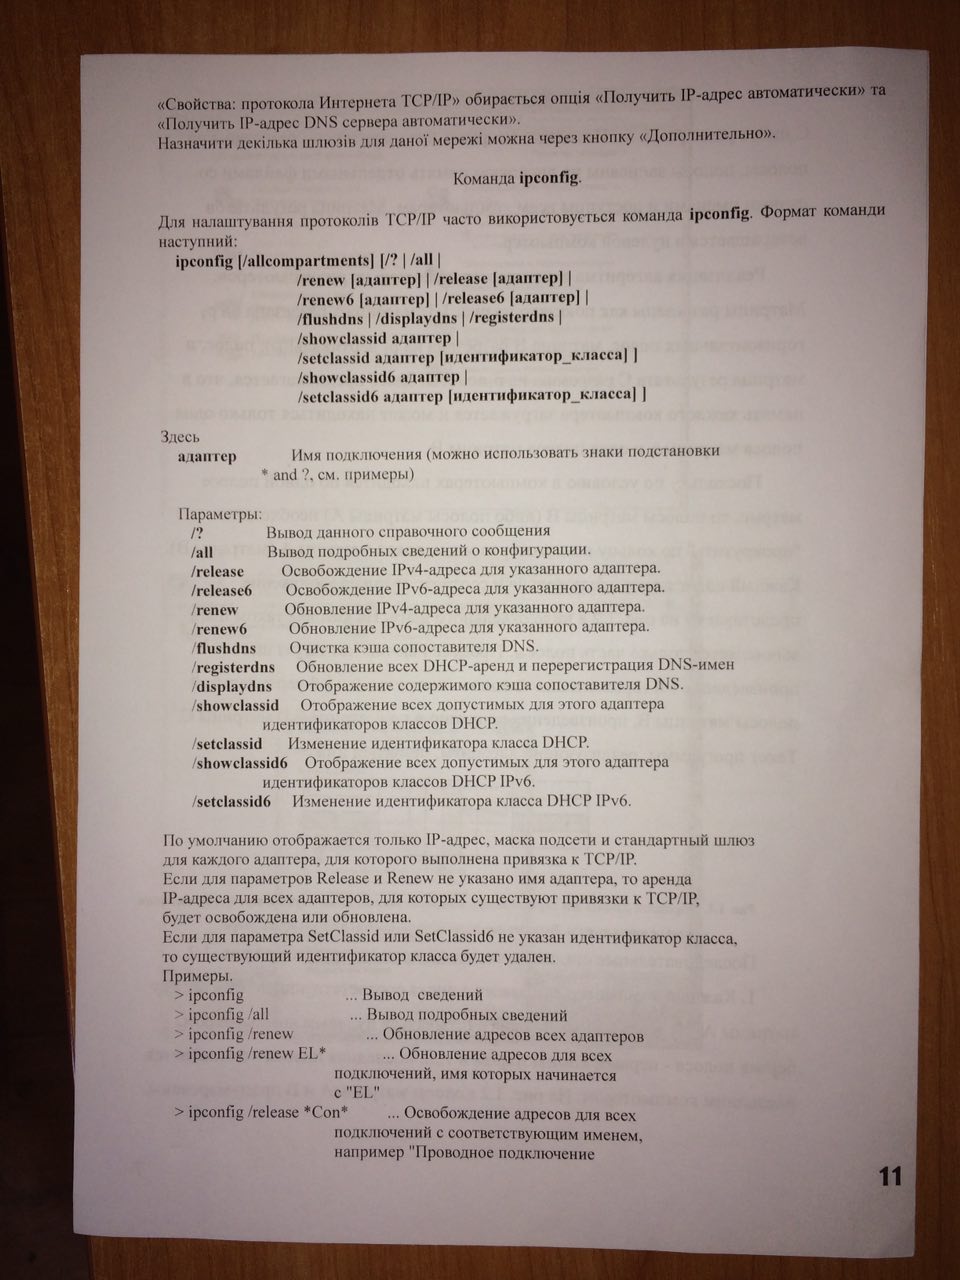 «Свойства: протокола Интернета TCP/IP» обирається опція «Получить IP-адрес автоматически» та
«Получить IP-адрес DNS сервера автоматически».
Назначити декілька шлюзів для даної мережі можна через кнопку «Дополнительно».
Команда ipconfig.
Для налаштування протоколів TCP/IP часто використовується команда ipconfig. Формат команди
наступний:
ipconfig [/allcompartments] [/? | /all |
/renew [адаптер] | /release [адаптер] |
/renew6 [адаптер] | /release6 [адаптер] |
/flushdns | /displaydns | /registerdns |
/showclassid адаптер |
/setclassid адаптер [идентификатор_класса] ]
/showclassid6 адаптер |
/setclassid6 адаптер [идентификатор_класса] ]
Здесь
адаптер Имя подключения (можно использовать знаки подстановки
* and ?, см. примеры)
Параметры:
/? Вывод данного справочного сообщения
/all Вывод подробных сведений о конфигурации.
/release Освобождение IPv4-адреса для указанного адаптера.
/release6 Освобождение IPv6-адреса для указанного адаптера.
/renew Обновление IPv4-адреса для указанного адаптера.
/renew6 Обновление IPv6-адреса для указанного адаптера.
/flushdns Очистка кэша сопоставителя DNS.
/registerdns Обновление всех DHCP-аренд и перерегистрация DNS-имен
/displaydns Отображение содержимого кэша сопоставителя DNS.
/showclassid Отображение всех допустимых для этого адаптера
идентификаторов классов DHCP.
/setclassid Изменение идентификатора класса DHCP.
/showclassid6 Отображение всех допустимых для этого адаптера
идентификаторов классов DHCP IPv6.
/setclassid6 Изменение идентификатора класса DHCP IPv6.
По умолчанию отображается только IP-адрес, маска подсети и стандартный шлюз
для каждого адаптера, для которого выполнена привязка к TCP/IP.
Если для параметров Release и Renew не указано имя адаптера, то аренда
IP-адреса для всех адаптеров, для которых существуют привязки к TCP/IP,
будет освобождена или обновлена.
Если для параметра SetClassid или SetClassid6 не указан идентификатор класса,
то существующий идентификатор класса будет удален.
Примеры.
> ipconfig ... Вывод сведений
> ipconfig /all ... Вывод подробных сведений
> ipconfig /renew ... Обновление адресов всех адаптеров
> ipconfig /renew EL* ... Обновление адресов для всех
подключений, имя которых начинается
с "EL"
> ipconfig /release *Con* ... Освобождение адресов для всех
подключений с соответствующим именем,
например "Проводное подключение
11